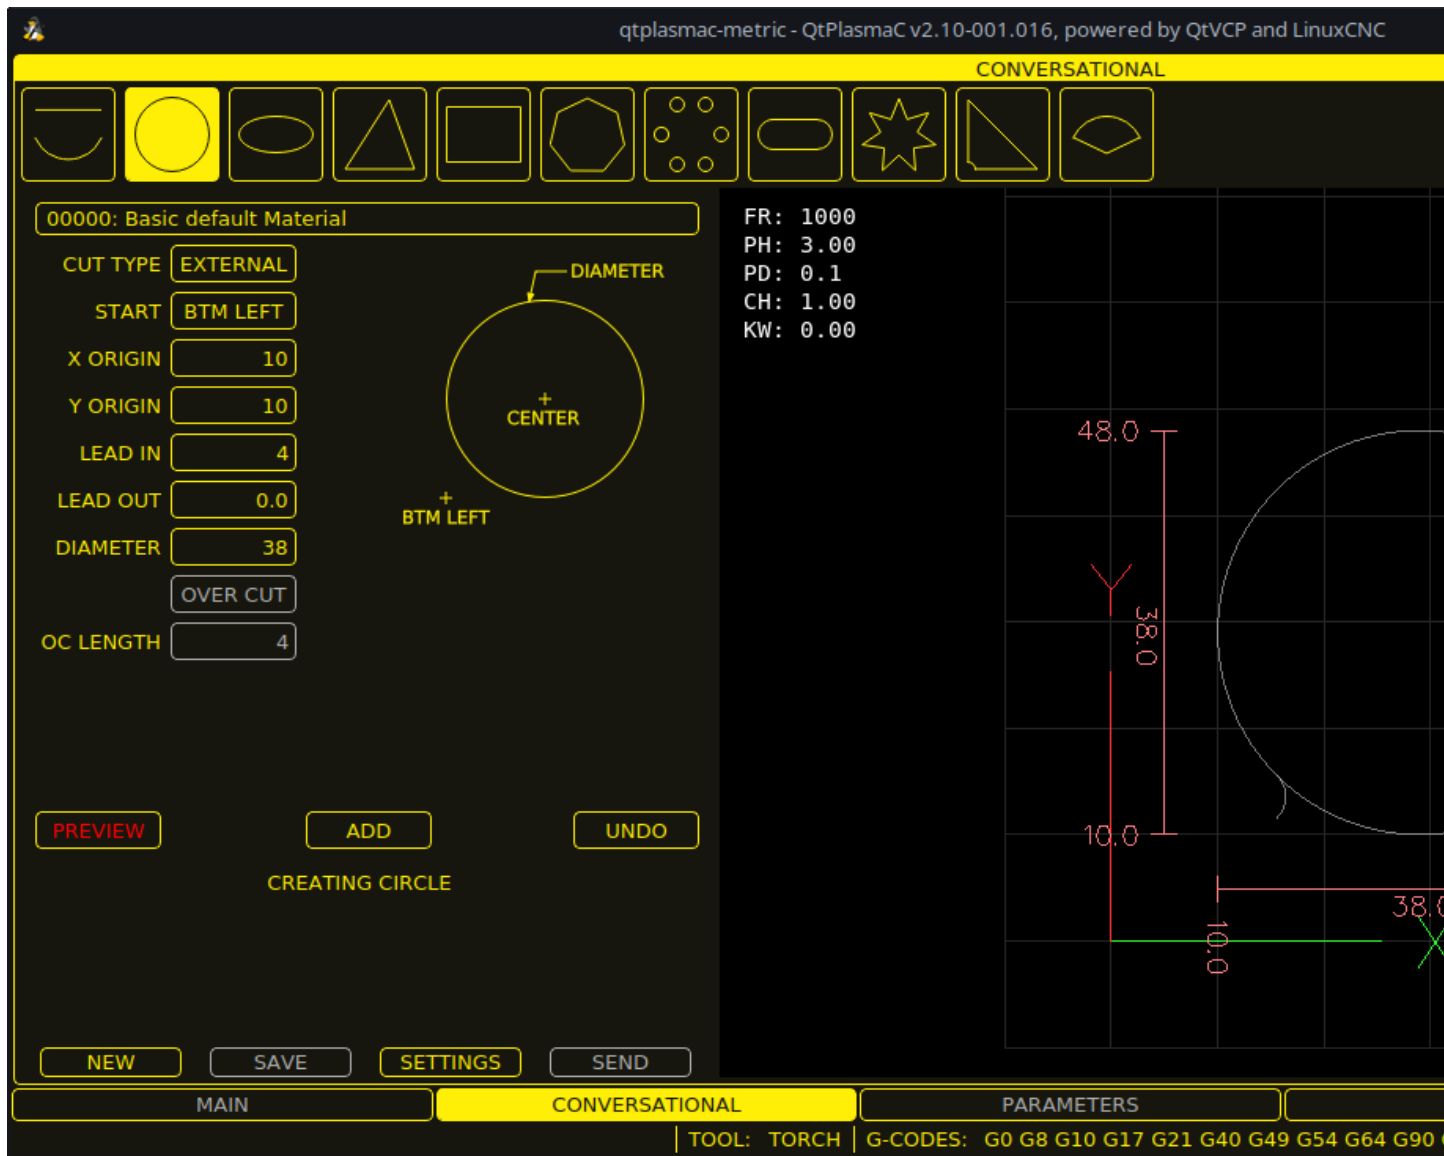 qtplasmac-metric - QtPlasmaC v2.10-001.016, powered by QtVCP and LinuxCNC
CONVERSATIONAL
00000: Basic default Material
CUT TYPE EXTERNAL
START BTM LEFT
X ORIGIN 10
Y ORIGIN 10
LEAD IN 4
LEAD OUT 0.0
DIAMETER 38
OVER CUT
OC LENGTH 4
DIAMETER
CENTER
BTM LEFT
FR: 1000
PH: 3.00
PD: 0.1
CH: 1.00
KW: 0.00
48.0
Y
38.0
10.0
38.0
10.0
X
PREVIEW ADD UNDO
CREATING CIRCLE
NEW SAVE SETTINGS SEND
MAIN CONVERSATIONAL PARAMETERS
TOOL: TORCH G-CODES: G0 G8 G10 G17 G21 G40 G49 G54 G64 G90